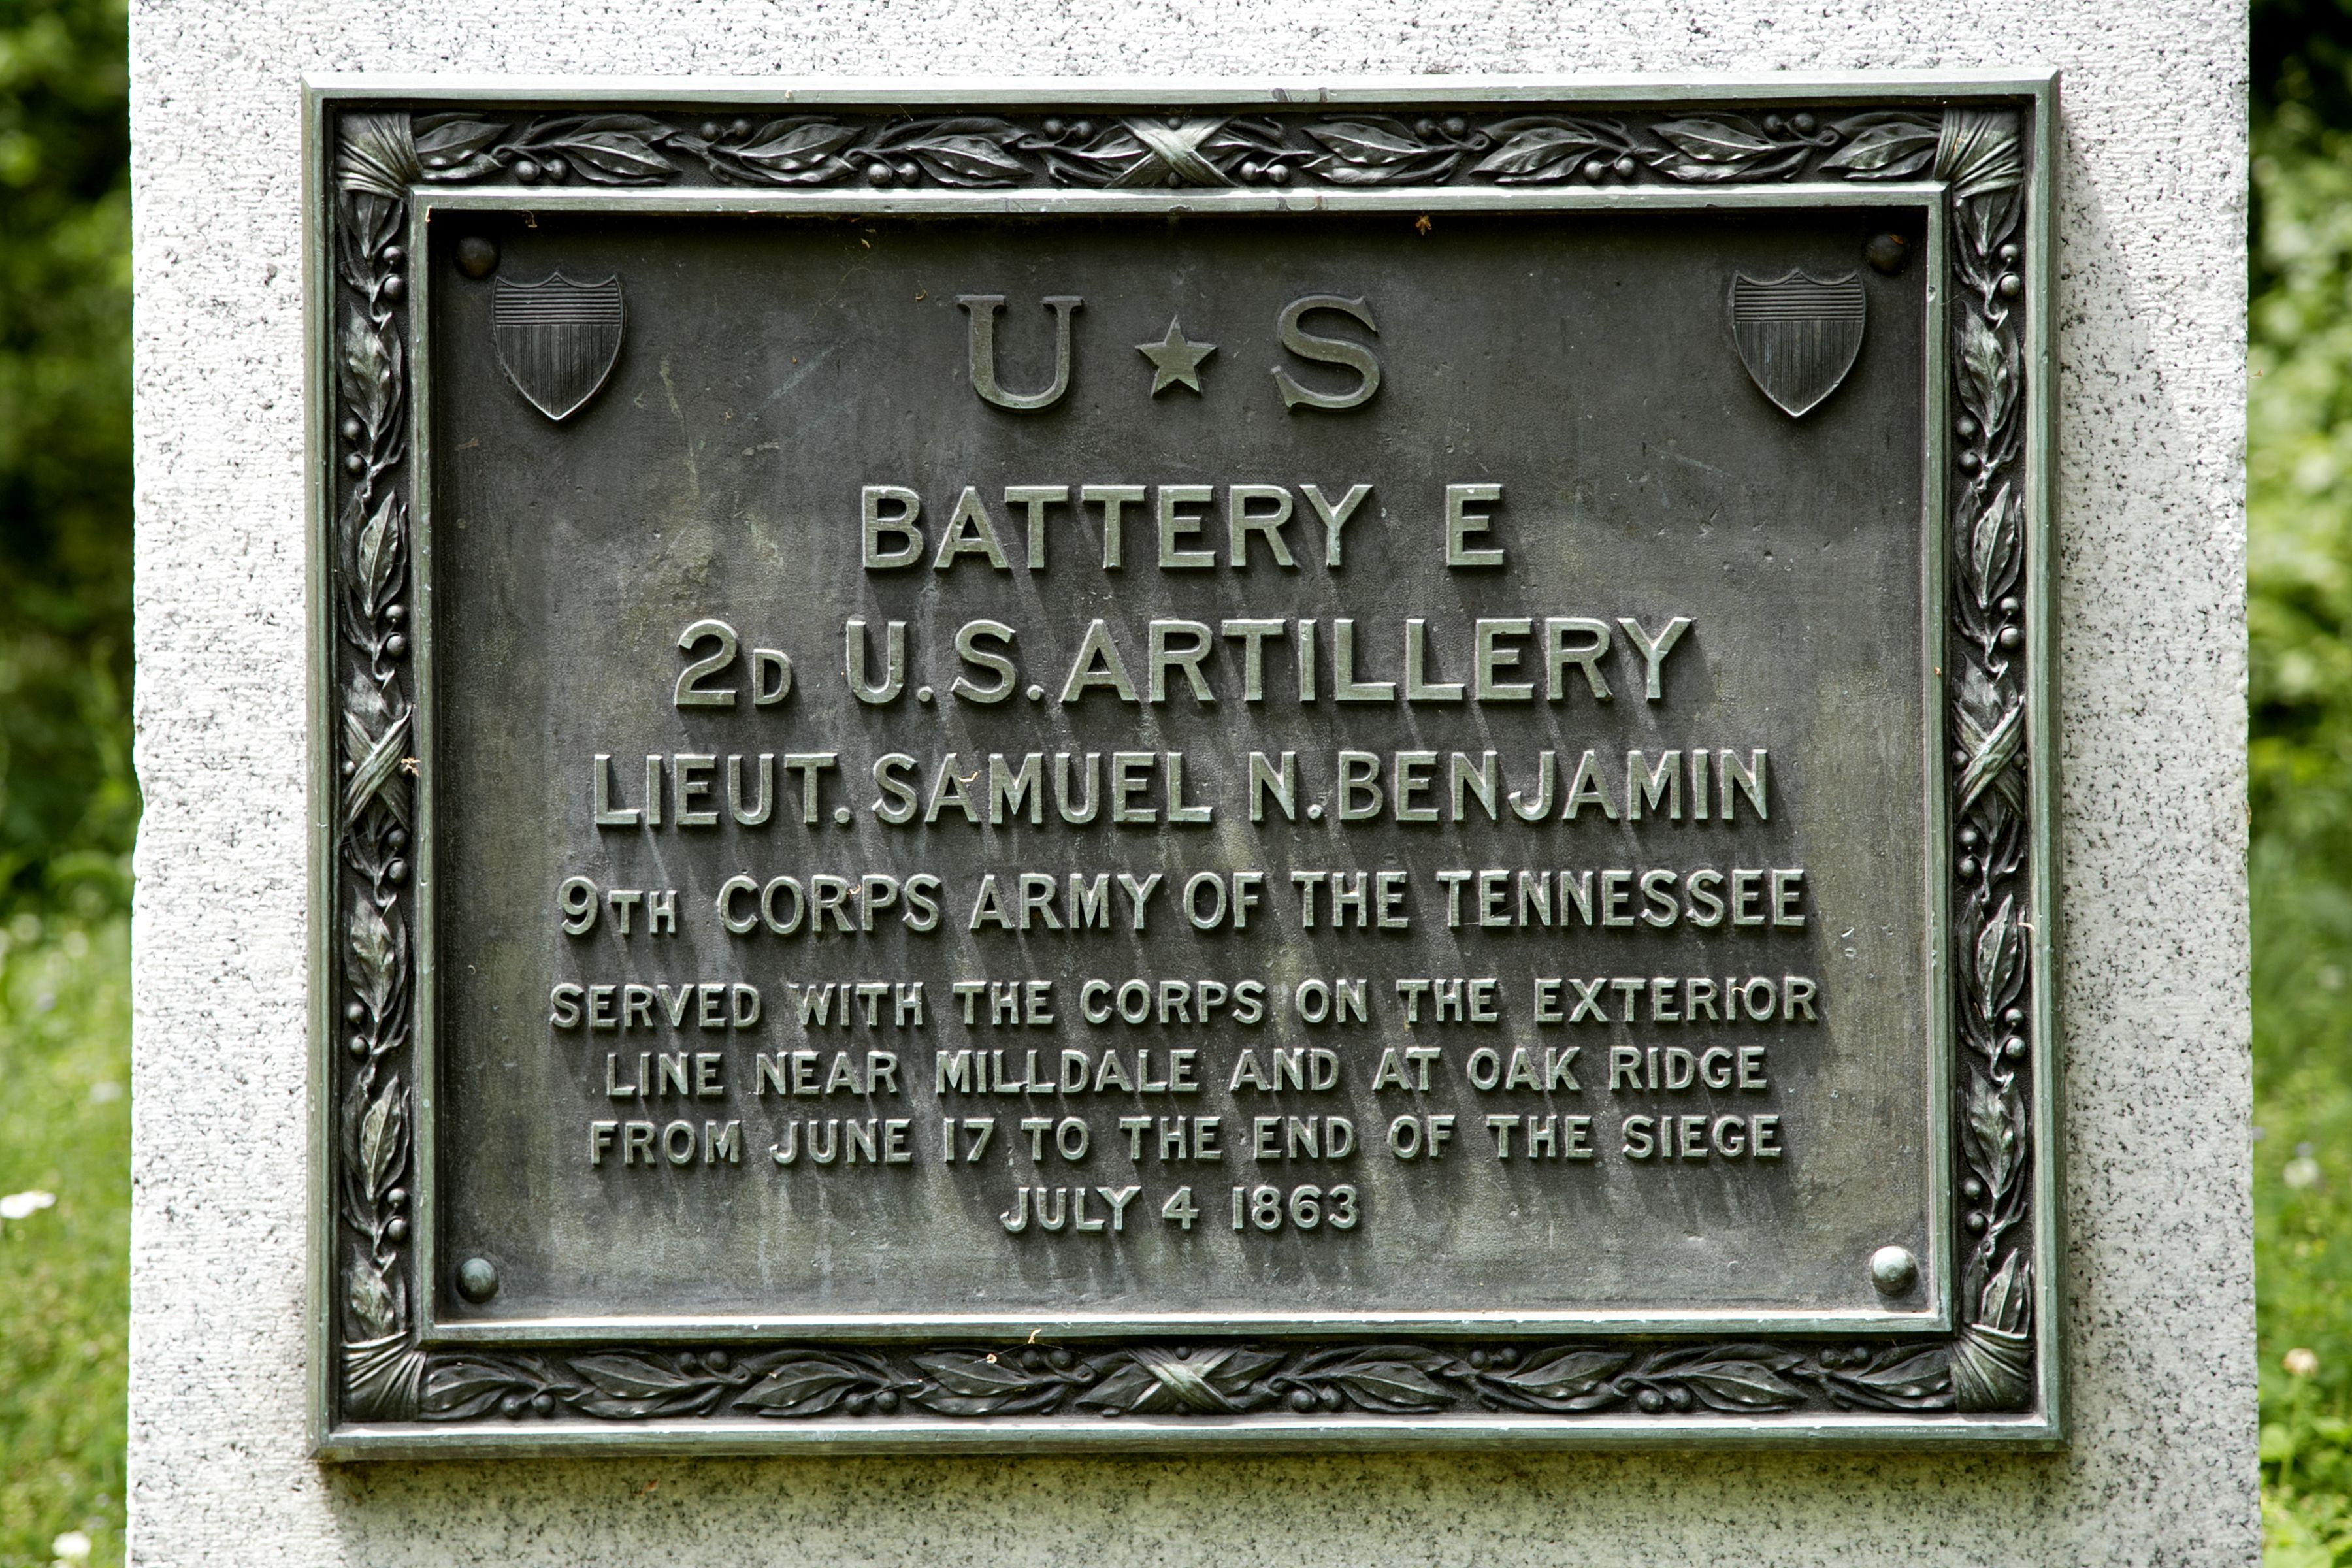 U ★ S
BATTERY E
2D U.S. ARTILLERY
LIEUT. SAMUEL N. BENJAMIN
9TH CORPS ARMY OF THE TENNESSEE
SERVED WITH THE CORPS ON THE EXTERIOR
LINE NEAR MILLDALE AND AT OAK RIDGE
FROM JUNE 17 TO THE END OF THE SIEGE
JULY 4 1863